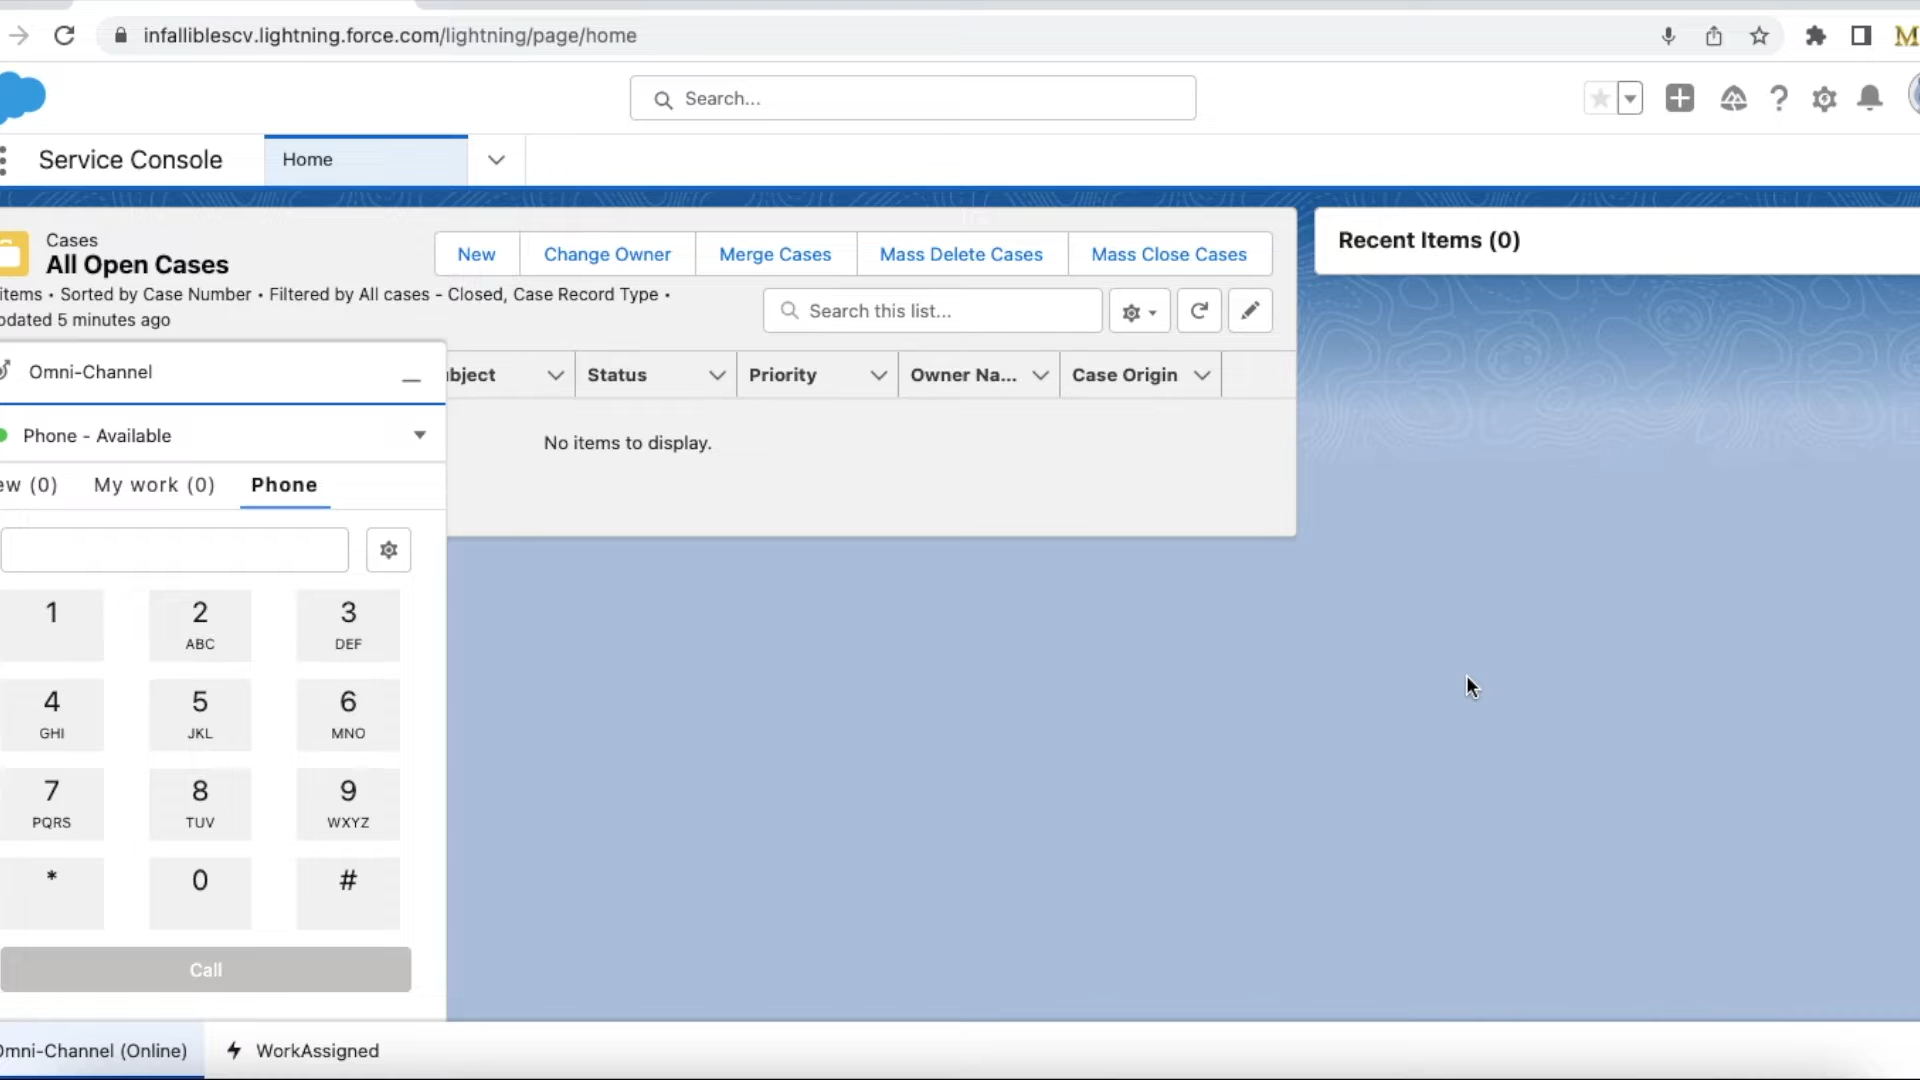 infalliblescv.lightning.force.com/lightning/page/home
M
Search...
Service Console
Home
Cases
All Open Cases
New
Change Owner
Merge Cases
Mass Delete Cases
Mass Close Cases
Recent Items (0)
items • Sorted by Case Number • Filtered by All cases - Closed, Case Record Type •
pdated 5 minutes ago
Search this list...
Omni-Channel
bject
Status
Priority
Owner Na...
Case Origin
Phone - Available
No items to display.
ew (0)
My work (0)
Phone
1
2
ABC
3
DEF
4
GHI
5
JKL
6
MNO
7
PQRS
8
TUV
9
WXYZ
*
0
#
Call
Omni-Channel (Online)
WorkAssigned